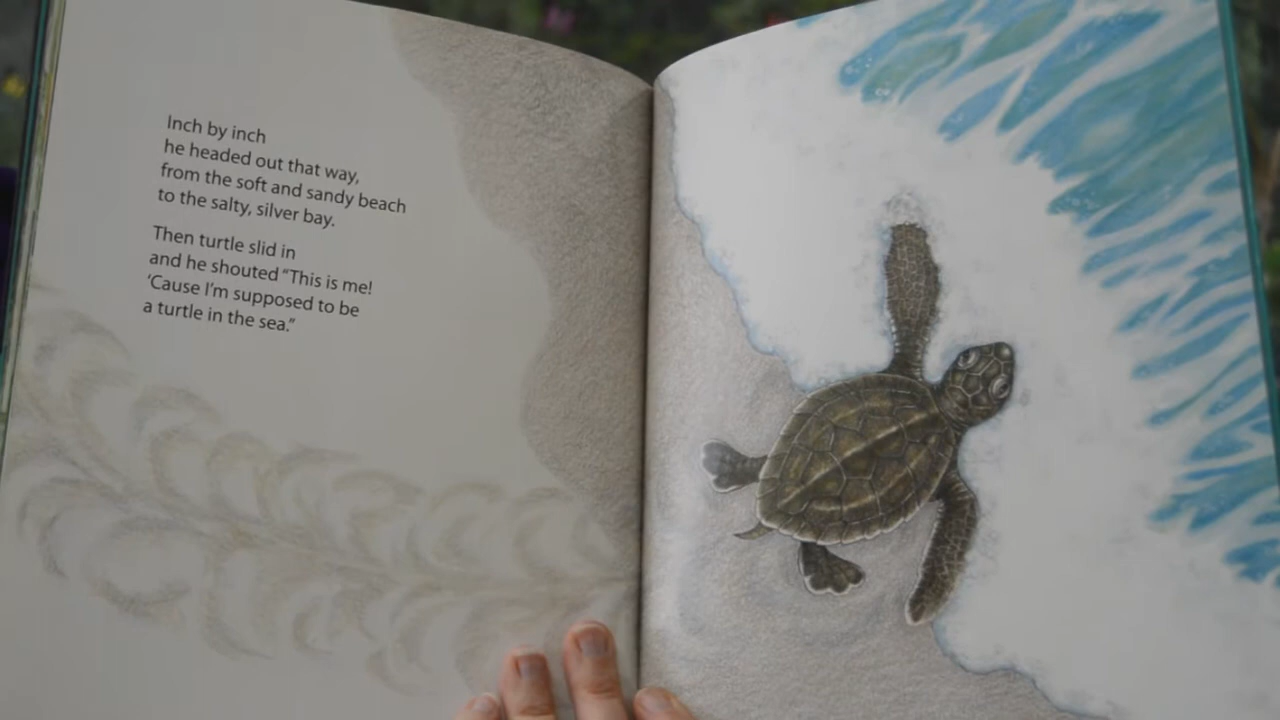 Inch by inch
he headed out that way,
from the soft and sandy beach
to the salty, silver bay.
Then turtle slid in
and he shouted “This is me!
‘Cause I’m supposed to be
a turtle in the sea.”